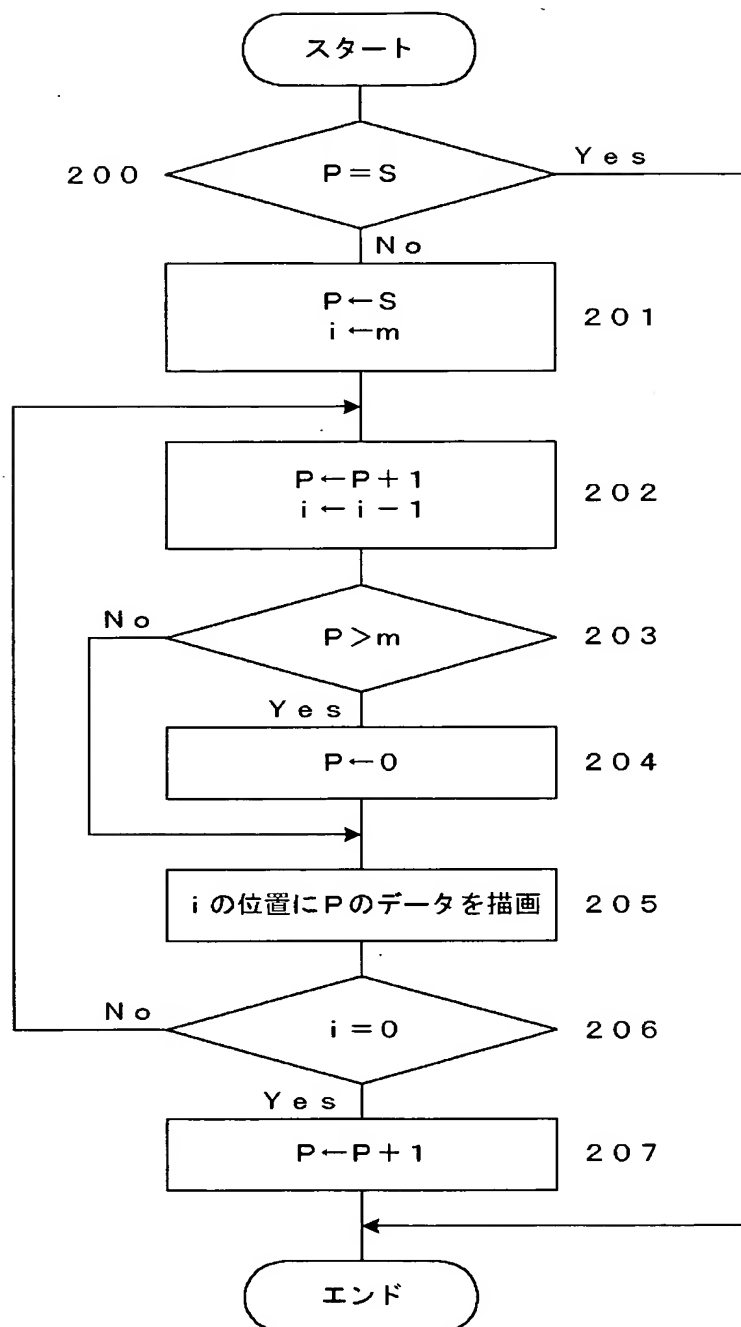 スタート
200
P=S
Yes
No
P←S
i←m
201
P←P+1
i←i-1
202
No
P>m
203
Yes
P←0
204
iの位置にPのデータを描画
205
No
i=0
206
Yes
P←P+1
207
エンド